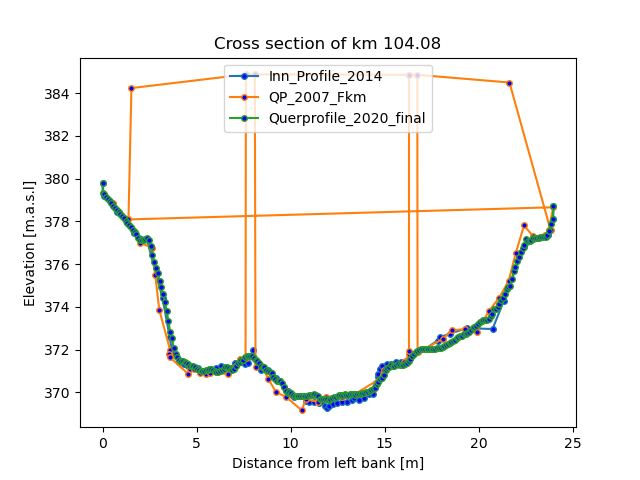 Cross section of km 104.08
Elevation [m.a.s.l]
384
382
380
378
376
374
372
370
Inn_Profile_2014
QP_2007_Fkm
Querprofile_2020_final
0
5
10
15
20
25
Distance from left bank [m]